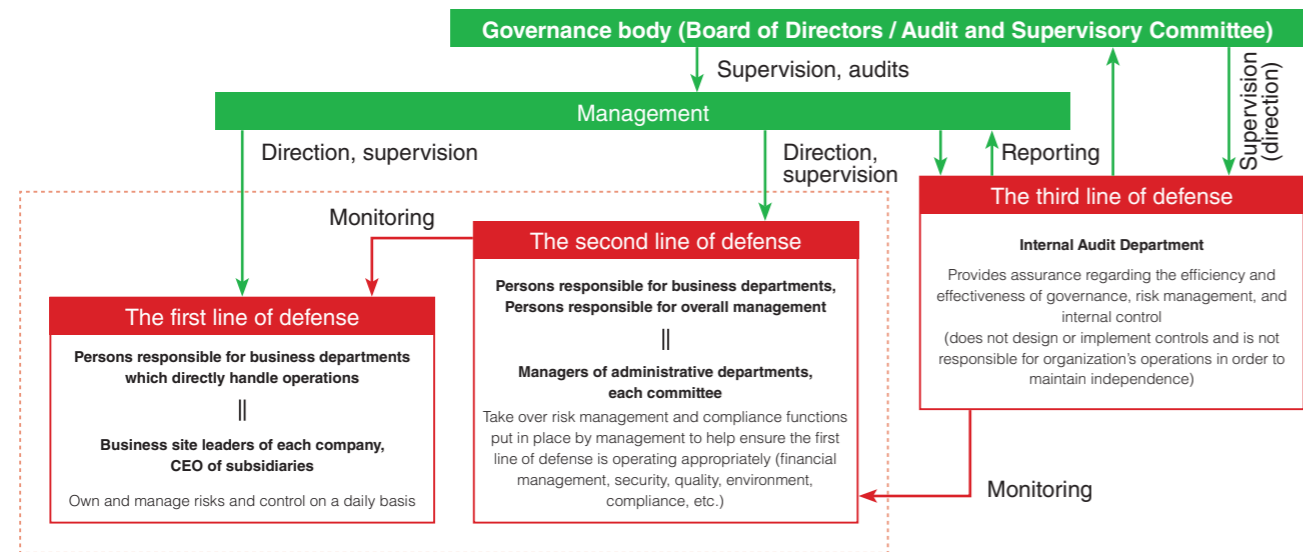 Governance body (Board of Directors / Audit and Supervisory Committee)
Supervision, audits
Supervision
(direction)
Management
Direction, supervision
Direction,
supervision
Reporting
Monitoring
The first line of defense
Persons responsible for business departments
which directly handle operations
||
Business site leaders of each company,
CEO of subsidiaries
Own and manage risks and control on a daily basis
The second line of defense
Persons responsible for business departments,
Persons responsible for overall management
||
Managers of administrative departments,
each committee
Take over risk management and compliance functions
put in place by management to help ensure the first
line of defense is operating appropriately (financial
management, security, quality, environment,
compliance, etc.)
The third line of defense
Internal Audit Department
Provides assurance regarding the efficiency and
effectiveness of governance, risk management, and
internal control
(does not design or implement controls and is not
responsible for organization's operations in order to
maintain independence)
Monitoring